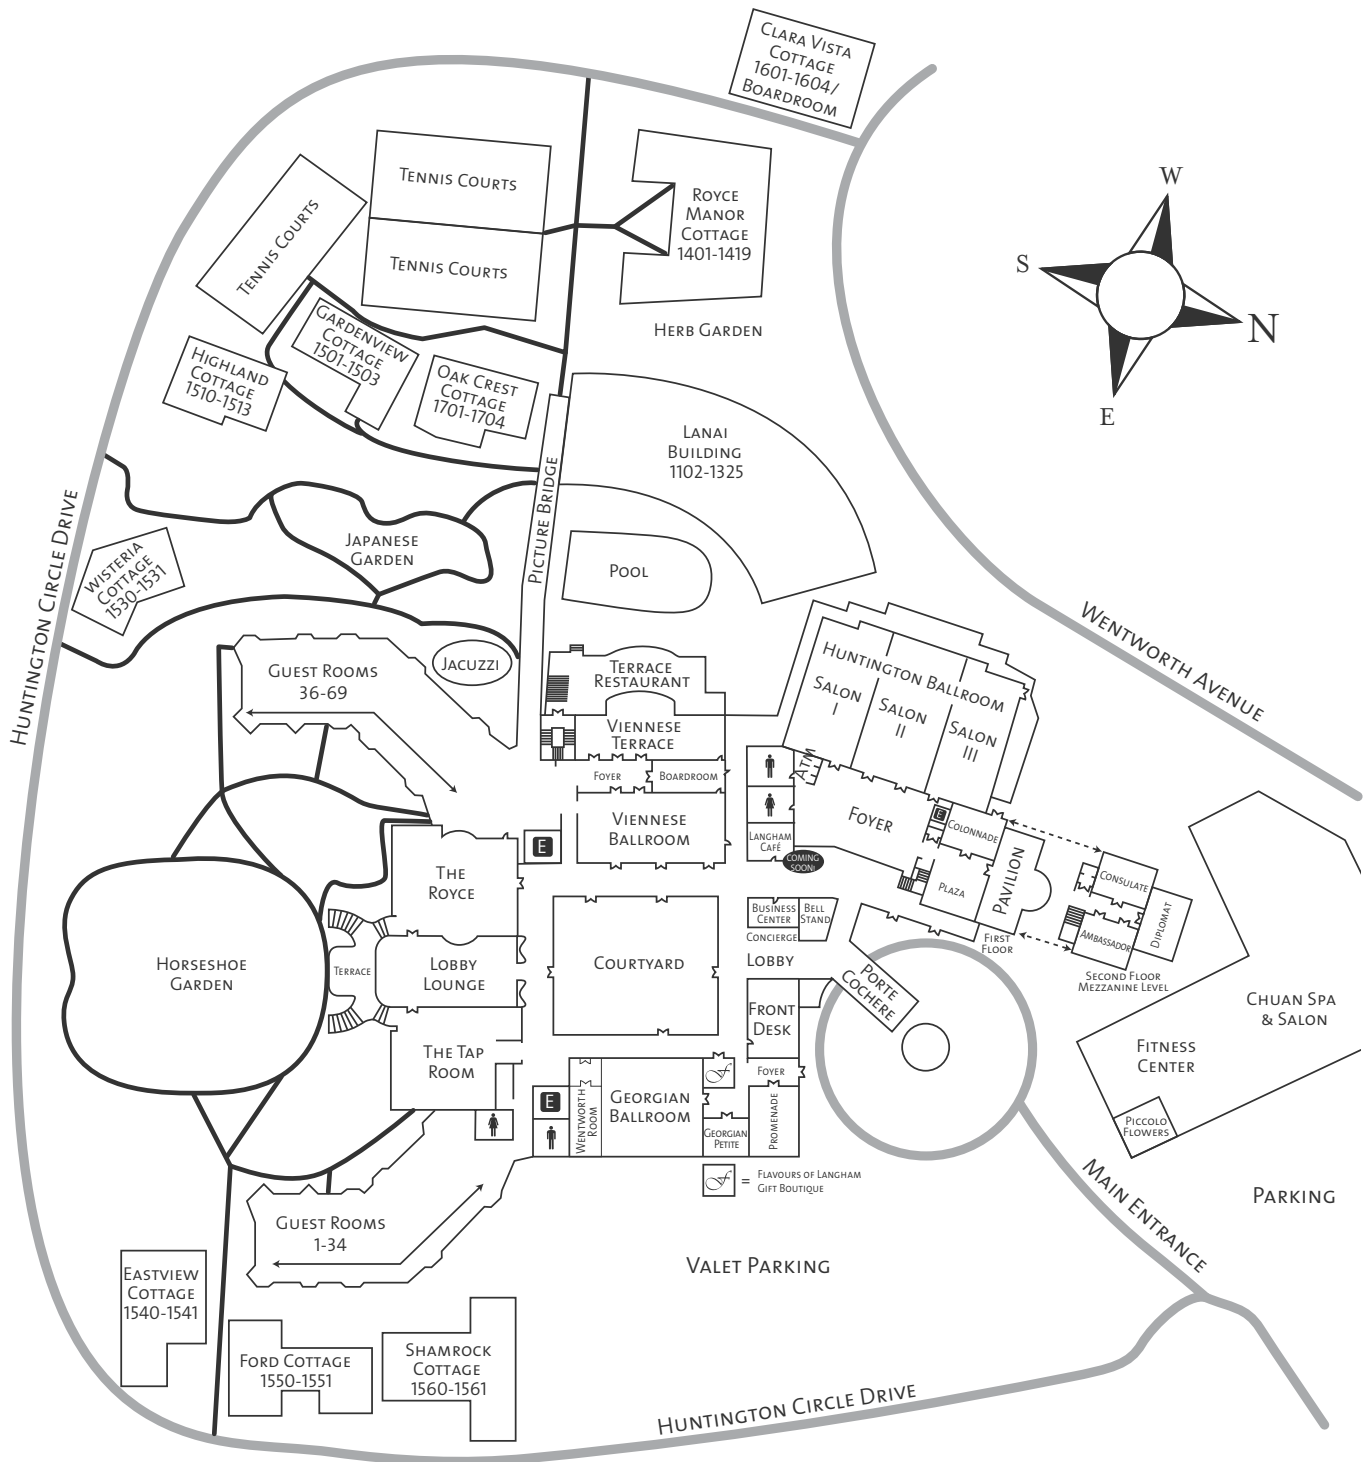 CLARA VISTA
COTTAGE
1601-1604/
BOARDROOM
W
S
N
E
TENNIS COURTS
TENNIS COURTS
TENNIS COURTS
ROYCE
MANOR
COTTAGE
1401-1419
HERB GARDEN
GARDENVIEW
COTTAGE
1501-1503
HIGHLAND
COTTAGE
1510-1513
OAK CREST
COTTAGE
1701-1704
LANAI
BUILDING
1102-1325
PICTURE BRIDGE
HUNTINGTON CIRCLE DRIVE
JAPANESE
GARDEN
POOL
WISTERIA
COTTAGE
1530-1531
WENTWORTH AVENUE
GUEST ROOMS
36-69
JACUZZI
TERRACE
RESTAURANT
VIENNESE
TERRACE
FOYER
BOARDROOM
VIENNESE
BALLROOM
HUNTINGTON BALLROOM
SALON
I
SALON
II
SALON
III
ATM
FOYER
LANGHAM
CAFÉ
COMING
SOON!
E
E
COLONNADE
PLAZA
PAVILION
FIRST
FLOOR
CONSULATE
DIPLOMAT
AMBASSADOR
SECOND FLOOR
MEZZANINE LEVEL
THE
ROYCE
HORSESHOE
GARDEN
TERRACE
LOBBY
LOUNGE
COURTYARD
BUSINESS
CENTER
BELL
STAND
CONCIERGE
LOBBY
PORTE
COCHERE
FRONT
DESK
FOYER
THE TAP
ROOM
E
WENTWORTH
ROOM
GEORGIAN
BALLROOM
F
GEORGIAN
PETITE
PROMENADE
F = FLAVOURS OF LANGHAM
GIFT BOUTIQUE
CHUAN SPA
& SALON
FITNESS
CENTER
PICCOLO
FLOWERS
MAIN ENTRANCE
PARKING
GUEST ROOMS
1-34
VALET PARKING
EASTVIEW
COTTAGE
1540-1541
FORD COTTAGE
1550-1551
SHAMROCK
COTTAGE
1560-1561
HUNTINGTON CIRCLE DRIVE